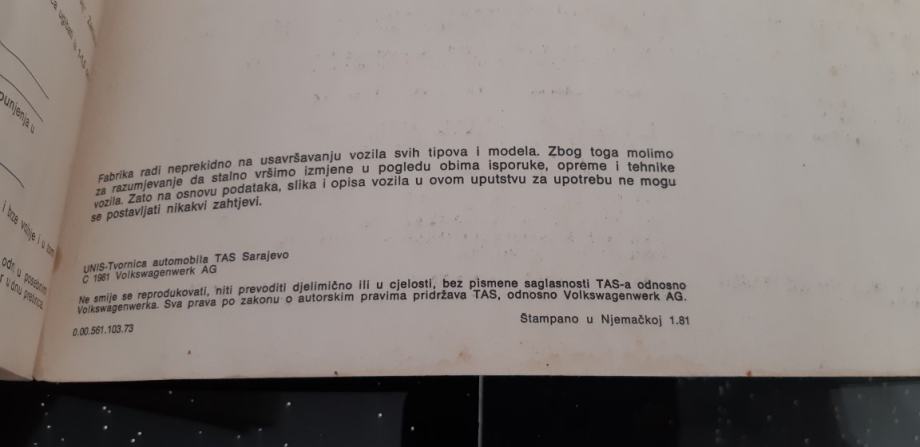 punjenja u
Fabrika radi neprekidno na usavršavanju vozila svih tipova i modela. Zbog toga molimo
za razumjevanje da stalno vršimo izmjene u pogledu obima isporuke, opreme i tehnike
vozila. Zato na osnovu podataka, slika i opisa vozila u ovom uputstvu za upotrebu ne mogu
se postavljati nikakvi zahtjevi.
UNIS-Tvornica automobila TAS Sarajevo
C 1981 Volkswagenwerk AG
Ne smije se reprodukovati, niti prevoditi djelimično ili u cjelosti, bez pismene saglasnosti TAS-a odnosno
Volkswagenwerka. Sva prava po zakonu o autorskim pravima pridržava TAS, odnosno Volkswagenwerk AG.
0.00.561.103.73
Štampano u Njemačkoj 1.81